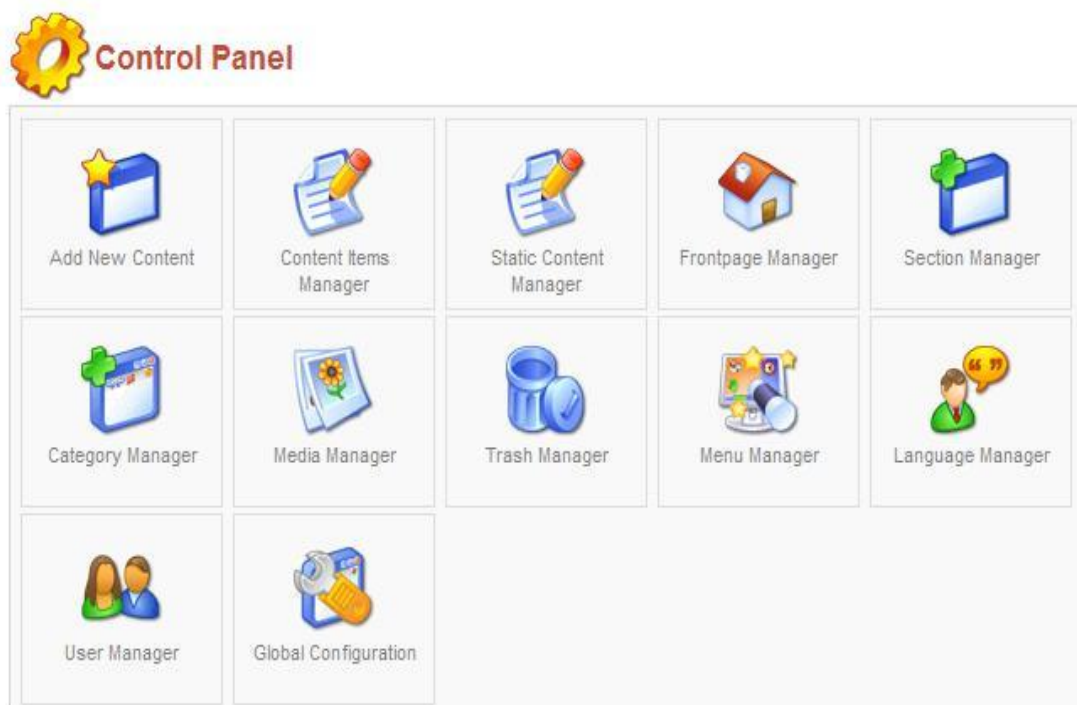 Control Panel
Add New Content
Content Items
Manager
Static Content
Manager
Frontpage Manager
Section Manager
Category Manager
Media Manager
Trash Manager
Menu Manager
Language Manager
User Manager
Global Configuration